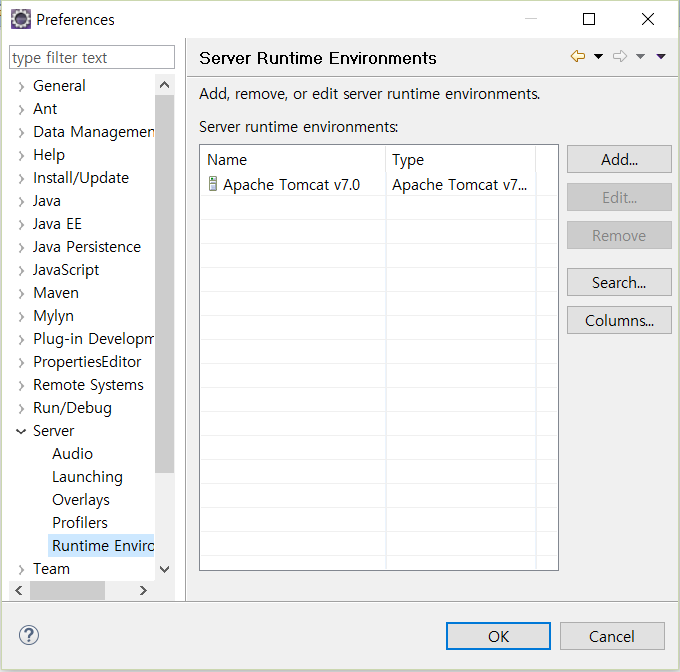 Preferences
type filter text
General
Ant
Data Managemen
Help
Install/Update
Java
Java EE
Java Persistence
JavaScript
Maven
Mylyn
Plug-in Developm
PropertiesEditor
Remote Systems
Run/Debug
Server
Audio
Launching
Overlays
Profilers
Runtime Enviro
Team
Server Runtime Environments
Add, remove, or edit server runtime environments.
Server runtime environments:
Name Type
Apache Tomcat v7.0 Apache Tomcat v7...
Add...
Edit...
Remove
Search...
Columns...
OK Cancel